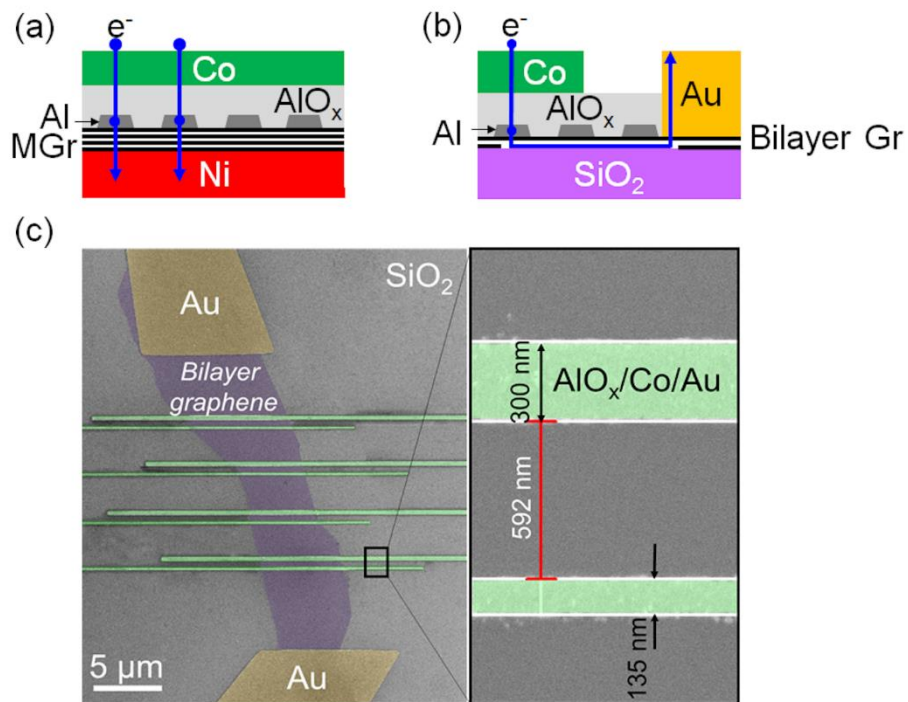 (a)
e-
Co
AlOx
Al
MGr
Ni
(b)
e-
Co
Au
AlOx
Al
Bilayer Gr
SiO2
(c)
SiO2
Au
Bilayer
graphene
Au
5 μm
300 nm
AlOx/Co/Au
592 nm
135 nm